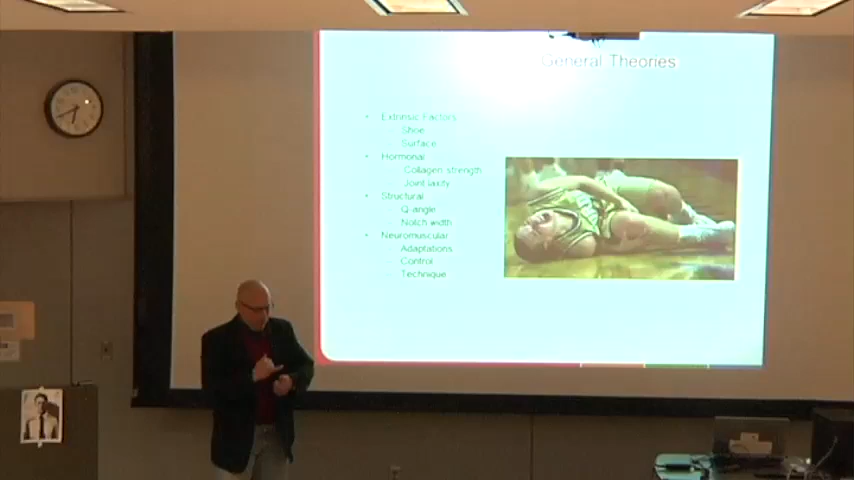 General Theories
• Extrinsic Factors
Shoe
Surface
• Hormonal
Collagen strength
Joint laxity
• Structural
Q-angle
– Notch width
• Neuromuscular
Adaptations
– Control
Technique